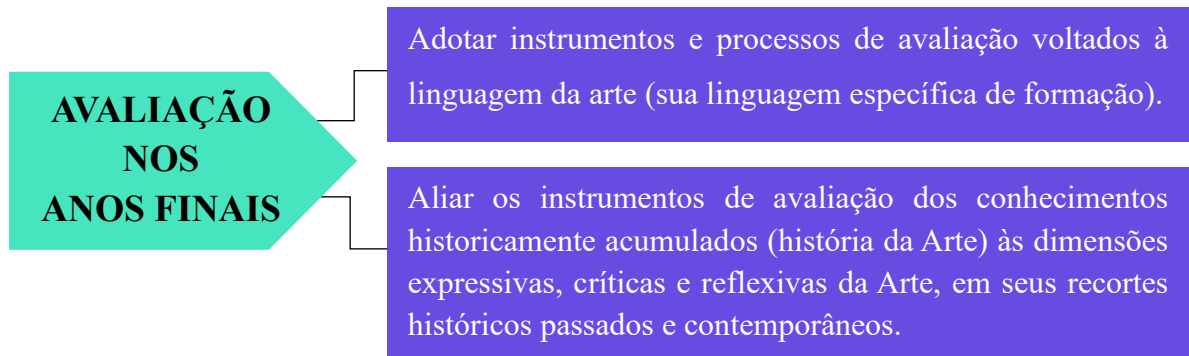 AVALIAÇÃO
NOS
ANOS FINAIS
Adotar instrumentos e processos de avaliação voltados à
linguagem da arte (sua linguagem específica de formação).
Aliar os instrumentos de avaliação dos conhecimentos
historicamente acumulados (história da Arte) às dimensões
expressivas, críticas e reflexivas da Arte, em seus recortes
históricos passados e contemporâneos.